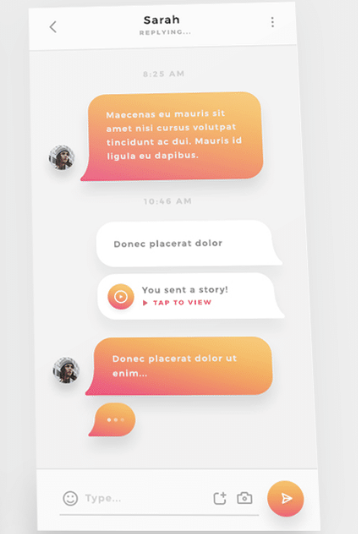 Sarah
REPLYING...
8:25 AM
Maecenas eu mauris sit
amet nisi cursus volutpat
tincidunt ac dui. Mauris id
ligula eu dapibus.
10:46 AM
Donec placerat dolor
You sent a story!
TAP TO VIEW
Donec placerat dolor ut
enim...
Type...